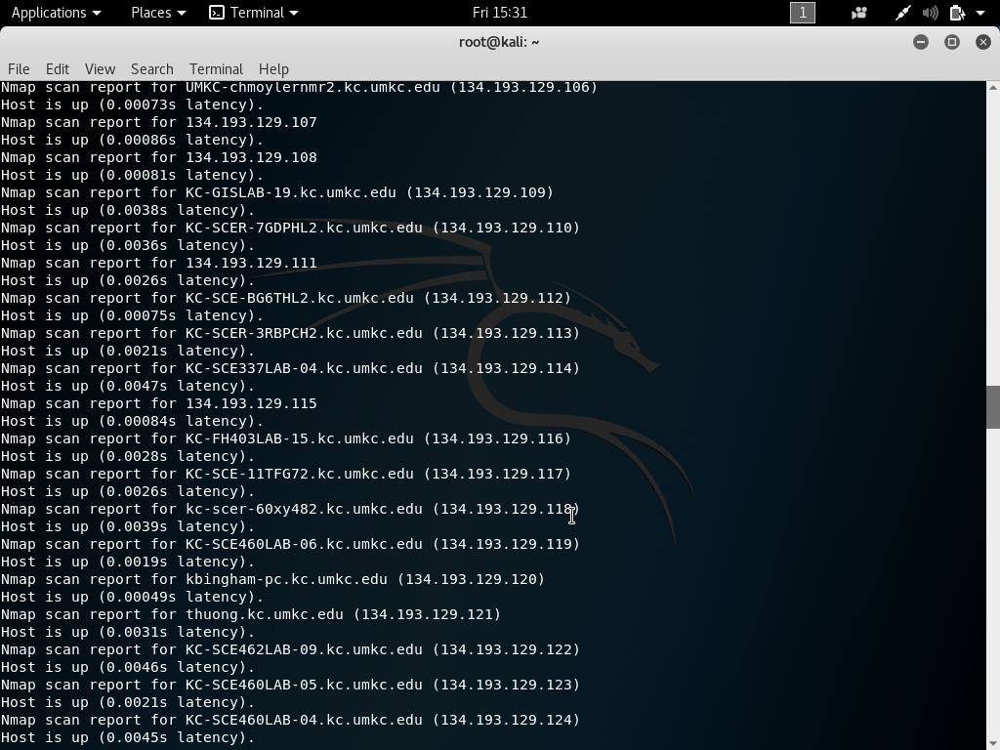 Applications Places Terminal Fri 15:31 1
root@kali: ~
File Edit View Search Terminal Help
Nmap scan report for UMKC-chmoylernmr2.kc.umkc.edu (134.193.129.106)
Host is up (0.00073s latency).
Nmap scan report for 134.193.129.107
Host is up (0.00086s latency).
Nmap scan report for 134.193.129.108
Host is up (0.00081s latency).
Nmap scan report for KC-GISLAB-19.kc.umkc.edu (134.193.129.109)
Host is up (0.0038s latency).
Nmap scan report for KC-SCER-7GDPHL2.kc.umkc.edu (134.193.129.110)
Host is up (0.0036s latency).
Nmap scan report for 134.193.129.111
Host is up (0.0026s latency).
Nmap scan report for KC-SCE-BG6THL2.kc.umkc.edu (134.193.129.112)
Host is up (0.00075s latency).
Nmap scan report for KC-SCER-3RBPCH2.kc.umkc.edu (134.193.129.113)
Host is up (0.0021s latency).
Nmap scan report for KC-SCE337LAB-04.kc.umkc.edu (134.193.129.114)
Host is up (0.0047s latency).
Nmap scan report for 134.193.129.115
Host is up (0.00084s latency).
Nmap scan report for KC-FH403LAB-15.kc.umkc.edu (134.193.129.116)
Host is up (0.0028s latency).
Nmap scan report for KC-SCE-11TFG72.kc.umkc.edu (134.193.129.117)
Host is up (0.0026s latency).
Nmap scan report for kc-scer-60xy482.kc.umkc.edu (134.193.129.118)
Host is up (0.0039s latency).
Nmap scan report for KC-SCE460LAB-06.kc.umkc.edu (134.193.129.119)
Host is up (0.0019s latency).
Nmap scan report for kbingham-pc.kc.umkc.edu (134.193.129.120)
Host is up (0.00049s latency).
Nmap scan report for thuong.kc.umkc.edu (134.193.129.121)
Host is up (0.0031s latency).
Nmap scan report for KC-SCE462LAB-09.kc.umkc.edu (134.193.129.122)
Host is up (0.0046s latency).
Nmap scan report for KC-SCE460LAB-05.kc.umkc.edu (134.193.129.123)
Host is up (0.0021s latency).
Nmap scan report for KC-SCE460LAB-04.kc.umkc.edu (134.193.129.124)
Host is up (0.0045s latency).